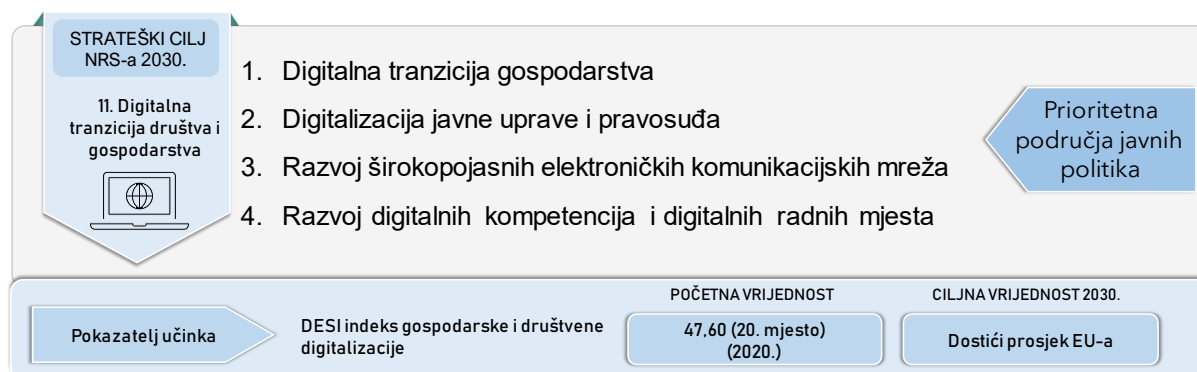 STRATEŠKI CILJ
NRS-a 2030.
11. Digitalna
tranzicija društva i
gospodarstva
1. Digitalna tranzicija gospodarstva
2. Digitalizacija javne uprave i pravosuđa
3. Razvoj širokopojasnih elektroničkih komunikacijskih mreža
4. Razvoj digitalnih kompetencija i digitalnih radnih mjesta
Prioritetna
područja javnih
politika
Pokazatelj učinka
DESI indeks gospodarske i društvene
digitalizacije
POČETNA VRIJEDNOST
47,60 (20. mjesto)
(2020.)
CILJNA VRIJEDNOST 2030.
Dostići prosjek EU-a